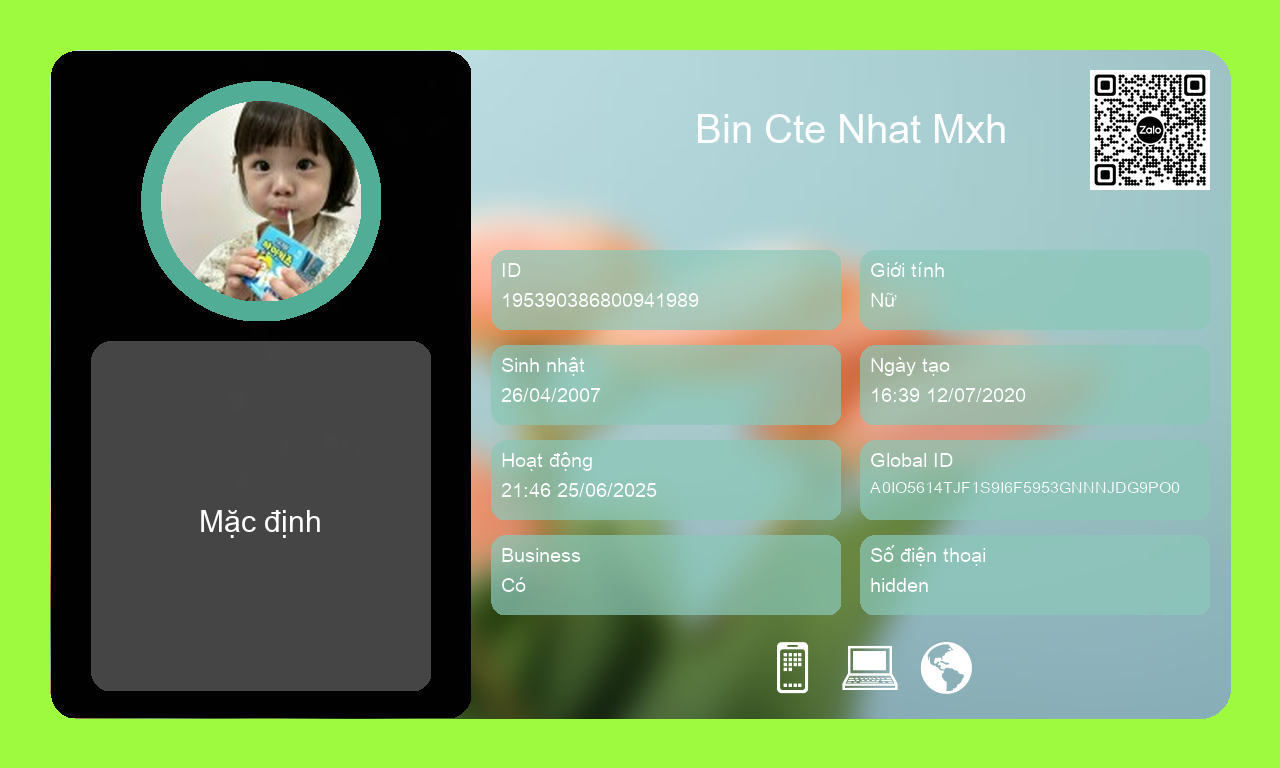 Bin Cte Nhat Mxh
Zalo
ID
195390386800941989
Giới tính
Nữ
Sinh nhật
26/04/2007
Ngày tạo
16:39 12/07/2020
Hoạt động
21:46 25/06/2025
Global ID
A0IO5614TJF1S9I6F5953GNNNJDG9PO0
Business
Có
Số điện thoại
hidden
Mặc định